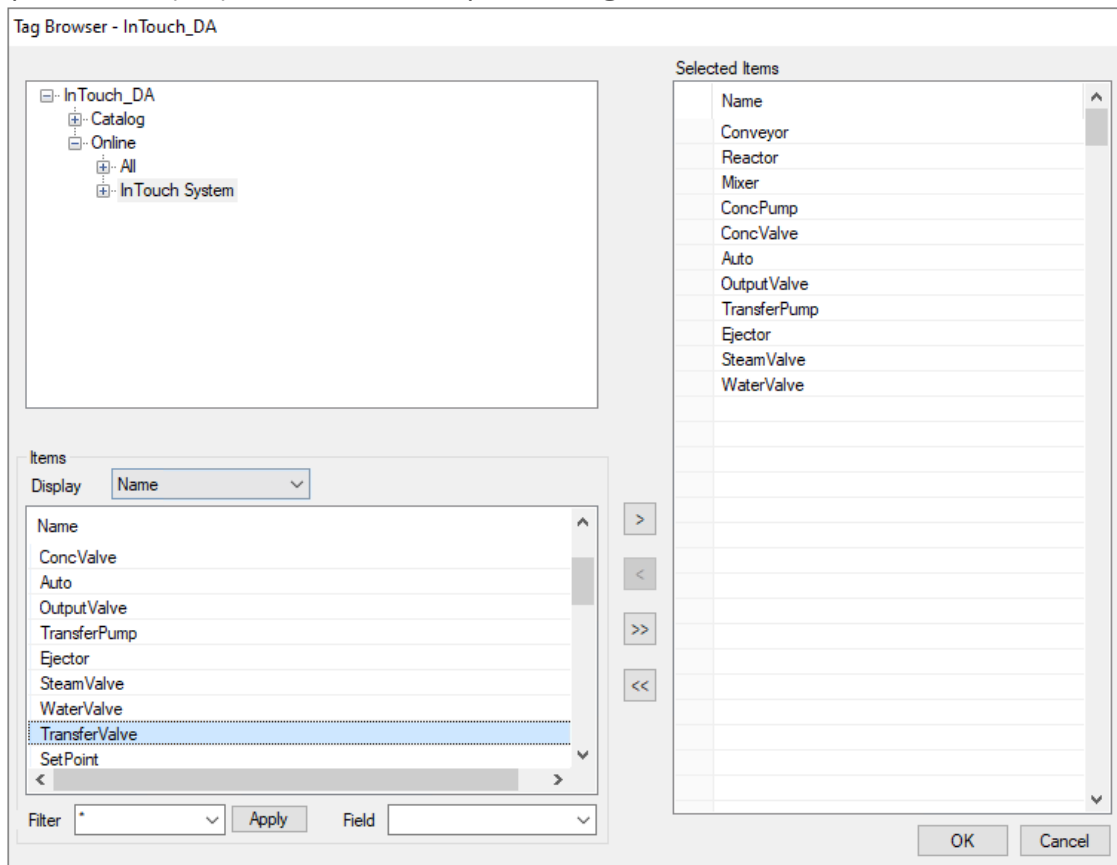 Tag Browser - InTouch_DA
InTouch_DA
Catalog
Online
All
InTouch System
Items
Display Name
Name
ConcValve
Auto
OutputValve
TransferPump
Ejector
SteamValve
WaterValve
TransferValve
SetPoint
Filter * Apply Field
>
<
>>
<<
Selected Items
Name
Conveyor
Reactor
Mixer
ConcPump
ConcValve
Auto
OutputValve
TransferPump
Ejector
SteamValve
WaterValve
OK Cancel